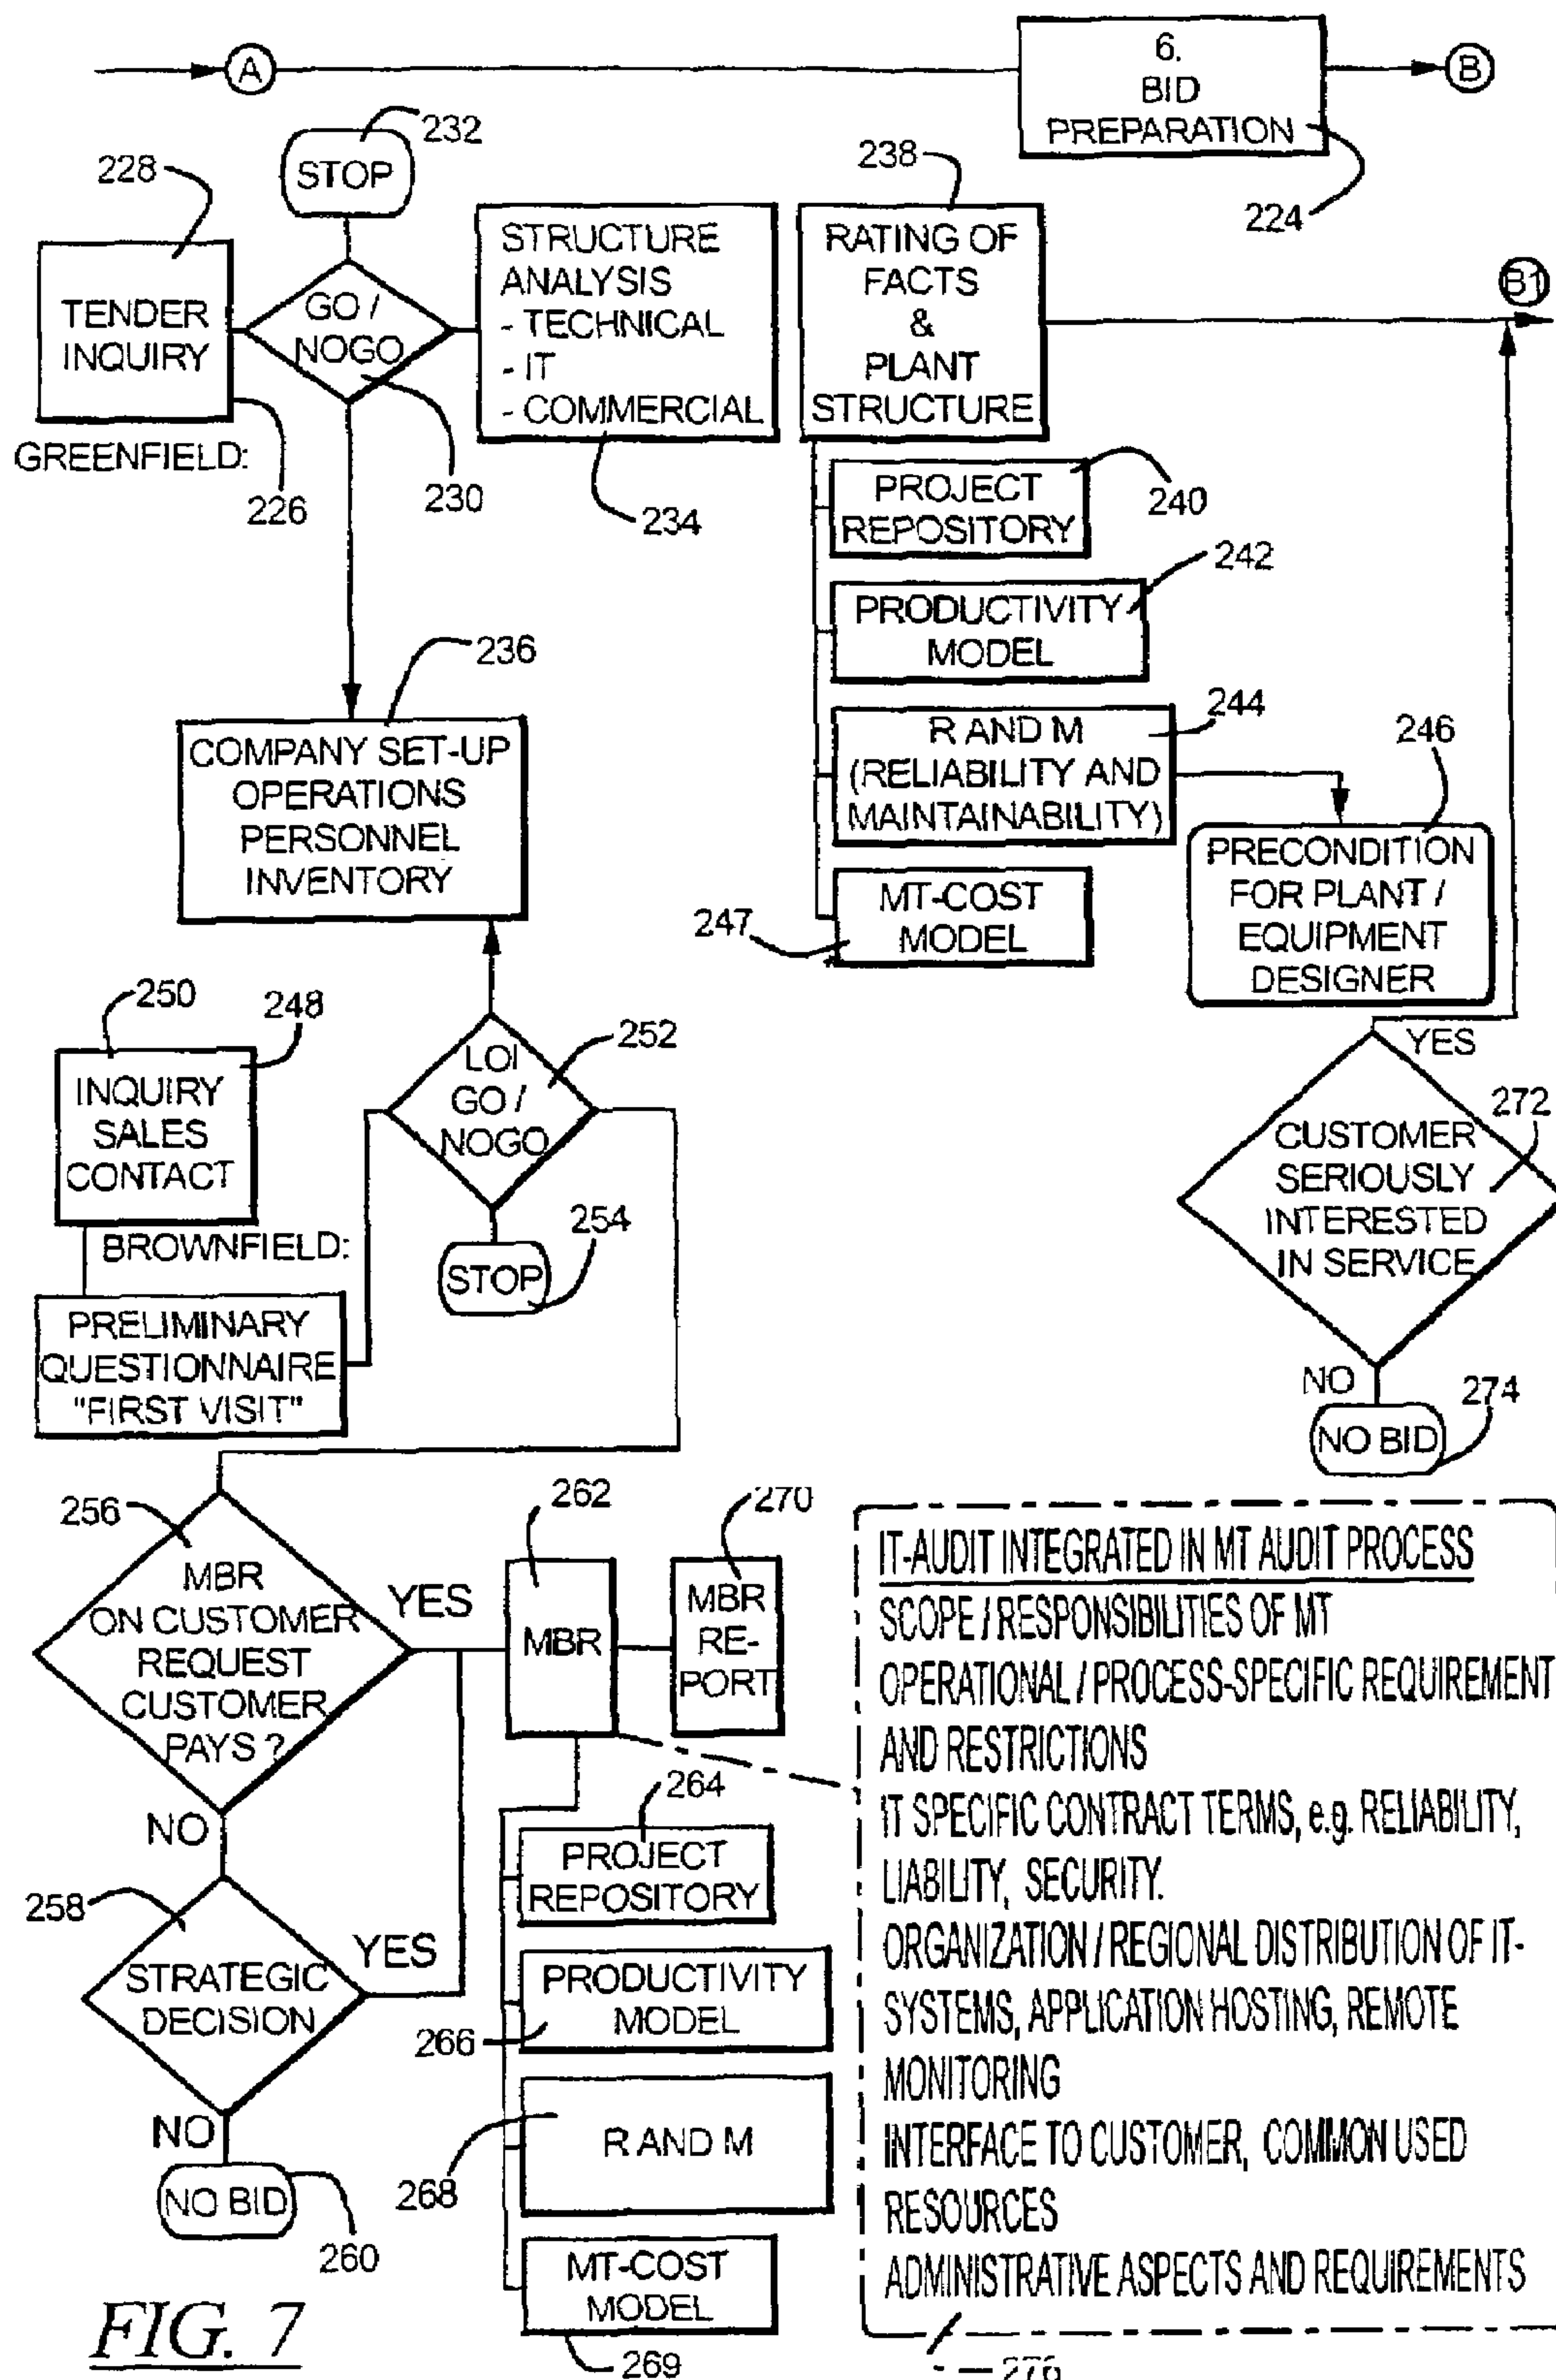 A
6.
BID
PREPARATION
B
224
232
STOP
228
TENDER
INQUIRY
GREENFIELD:
226
GO /
NOGO
230
STRUCTURE
ANALYSIS
- TECHNICAL
- IT
- COMMERCIAL
234
238
RATING OF
FACTS
&
PLANT
STRUCTURE
B1
PROJECT
REPOSITORY
240
242
PRODUCTIVITY
MODEL
244
R AND M
(RELIABILITY AND
MAINTAINABILITY)
MT-COST
MODEL
247
246
PRECONDITION
FOR PLANT /
EQUIPMENT
DESIGNER
236
COMPANY SET-UP
OPERATIONS
PERSONNEL
INVENTORY
250
248
INQUIRY
SALES
CONTACT
BROWNFIELD:
PRELIMINARY
QUESTIONNAIRE
"FIRST VISIT"
LOI
GO /
NOGO
252
254
STOP
YES
272
CUSTOMER
SERIOUSLY
INTERESTED
IN SERVICE
NO
274
NO BID
256
MBR
ON CUSTOMER
REQUEST
CUSTOMER
PAYS ?
YES
NO
258
STRATEGIC
DECISION
YES
NO
NO BID
260
262
MBR
270
MBR
RE-
PORT
264
PROJECT
REPOSITORY
PRODUCTIVITY
MODEL
266
R AND M
268
MT-COST
MODEL
269
IT-AUDIT INTEGRATED IN MT AUDIT PROCESS
SCOPE / RESPONSIBILITIES OF MT
OPERATIONAL / PROCESS-SPECIFIC REQUIREMENT
AND RESTRICTIONS
IT SPECIFIC CONTRACT TERMS, e.g. RELIABILITY,
LIABILITY, SECURITY.
ORGANIZATION / REGIONAL DISTRIBUTION OF IT-
SYSTEMS, APPLICATION HOSTING, REMOTE
MONITORING
INTERFACE TO CUSTOMER, COMMON USED
RESOURCES
ADMINISTRATIVE ASPECTS AND REQUIREMENTS
276
FIG. 7